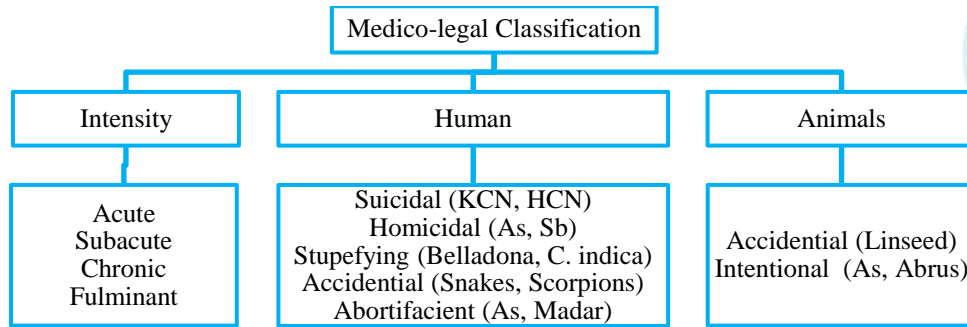 Medico-legal Classification
Intensity
Human
Animals
Acute
Subacute
Chronic
Fulminant
Suicidal (KCN, HCN)
Homicidal (As, Sb)
Stupefying (Belladona, C. indica)
Accidential (Snakes, Scorpions)
Abortifacient (As, Madar)
Accidential (Linseed)
Intentional (As, Abrus)